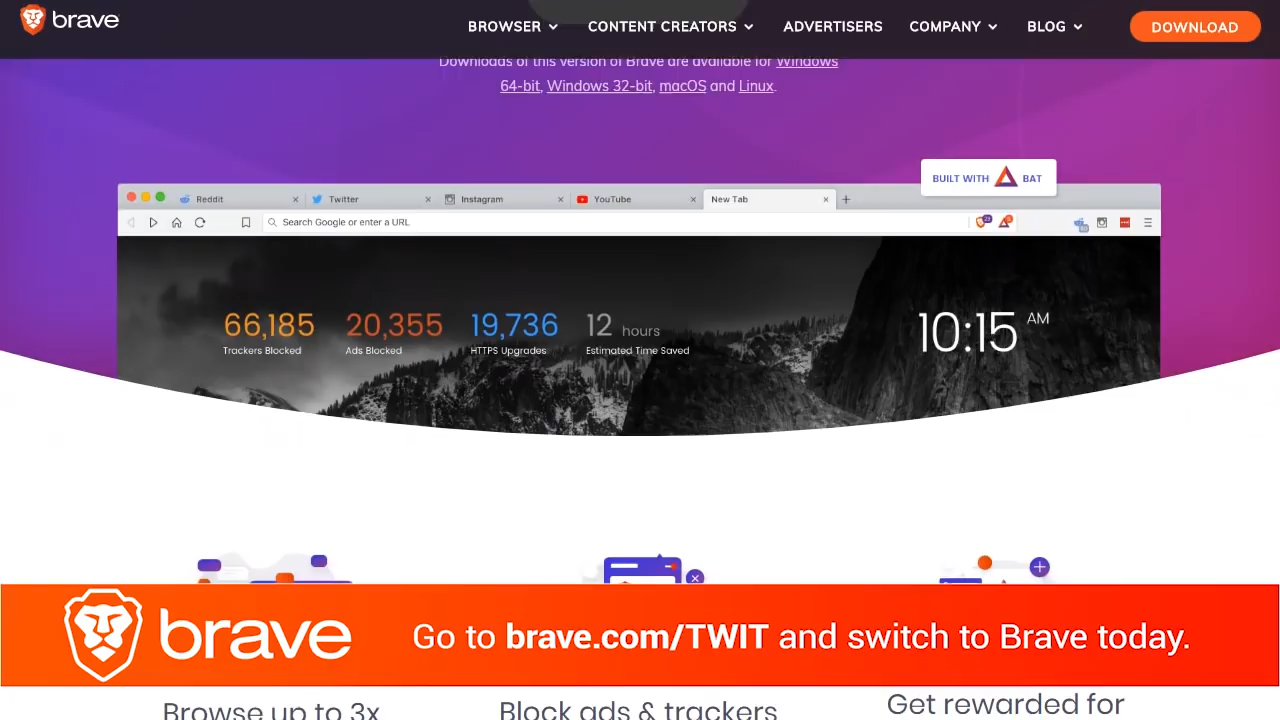 brave
BROWSER CONTENT CREATORS ADVERTISERS COMPANY BLOG DOWNLOAD
Downloads of this version of Brave are available for Windows
64-bit, Windows 32-bit, macOS and Linux.
BUILT WITH BAT
Reddit Twitter Instagram YouTube New Tab
Search Google or enter a URL
66,185 20,355 19,736 12 hours
Trackers Blocked Ads Blocked HTTPS Upgrades Estimated Time Saved
10:15 AM
brave Go to brave.com/TWIT and switch to Brave today.
Browse up to 3x Block ads & trackers Get rewarded for